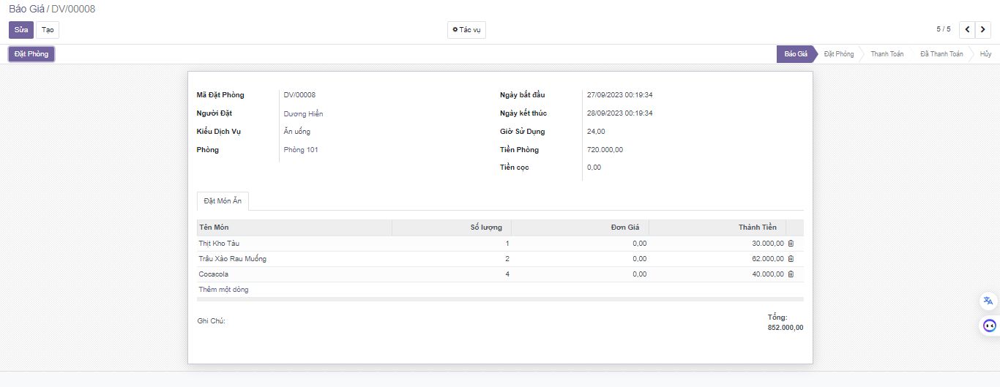 Báo Giá / DV/00008
Sửa Tạo Tác vụ 5 / 5
Đặt Phòng Báo Giá Đặt Phòng Thanh Toán Đã Thanh Toán Hủy
Mã Đặt Phòng DV/00008 Ngày bắt đầu 27/09/2023 00:19:34
Người Đặt Dương Hiển Ngày kết thúc 28/09/2023 00:19:34
Kiểu Dịch Vụ Ăn uống Giờ Sử Dụng 24,00
Phòng Phòng 101 Tiền Phòng 720.000,00
Tiền cọc 0,00
Đặt Món Ăn
Tên Món Số lượng Đơn Giá Thành Tiền
Thịt Kho Tàu 1 0,00 30.000,00
Trâu Xào Rau Muống 2 0,00 62.000,00
Cocacola 4 0,00 40.000,00
Thêm một dòng
Ghi Chú: Tổng:
852.000,00